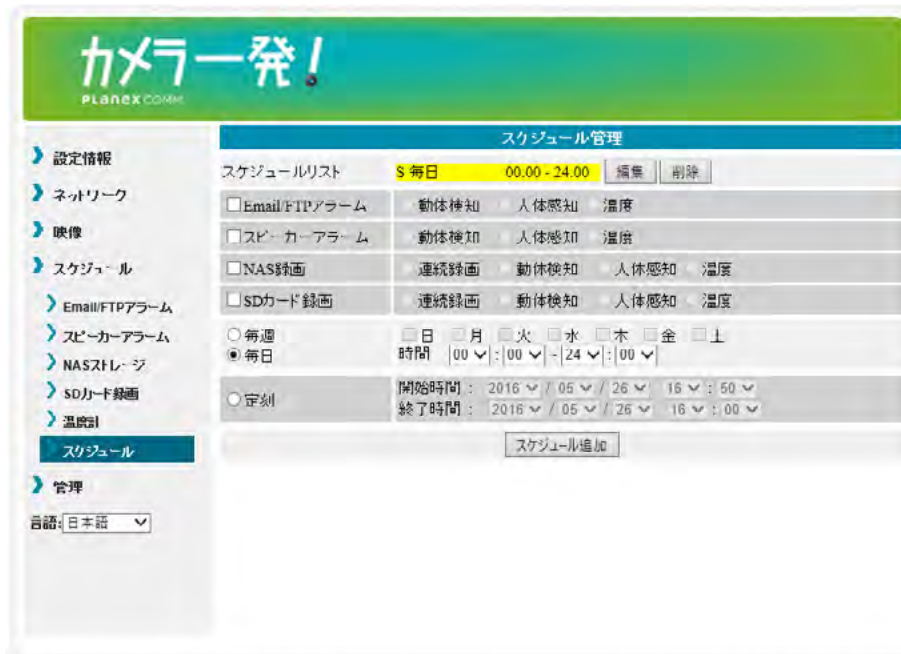 カメラ一発!
PLANEX COMM
スケジュール管理
設定情報
ネットワーク
映像
スケジュール
Email/FTPアラーム
スピーカーアラーム
NASストレージ
SDカード録画
温度計
スケジュール
管理
言語: 日本語
スケジュールリスト S 毎日 00.00 - 24.00 編集 削除
Email/FTPアラーム 動体検知 人体感知 温度
スピーカーアラーム 動体検知 人体感知 温度
NAS録画 連続録画 動体検知 人体感知 温度
SDカード録画 連続録画 動体検知 人体感知 温度
毎週 日 月 火 水 木 金 土
毎日 時間 00 : 00 - 24 : 00
定刻
開始時間 : 2016 / 05 / 26 16 : 50
終了時間 : 2016 / 05 / 26 16 : 00
スケジュール追加